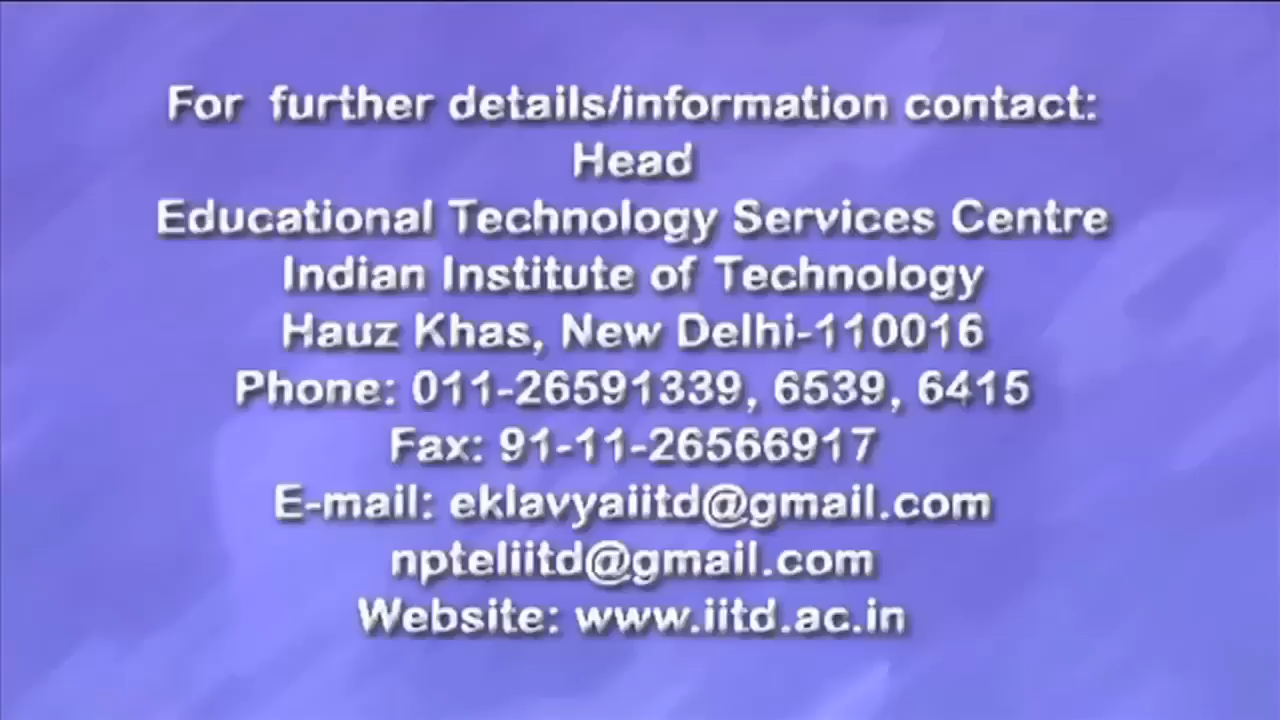 For further details/information contact:
Head
Educational Technology Services Centre
Indian Institute of Technology
Hauz Khas, New Delhi-110016
Phone: 011-26591339, 6539, 6415
Fax: 91-11-26566917
E-mail: eklavyaiitd@gmail.com
npteliitd@gmail.com
Website: www.iitd.ac.in